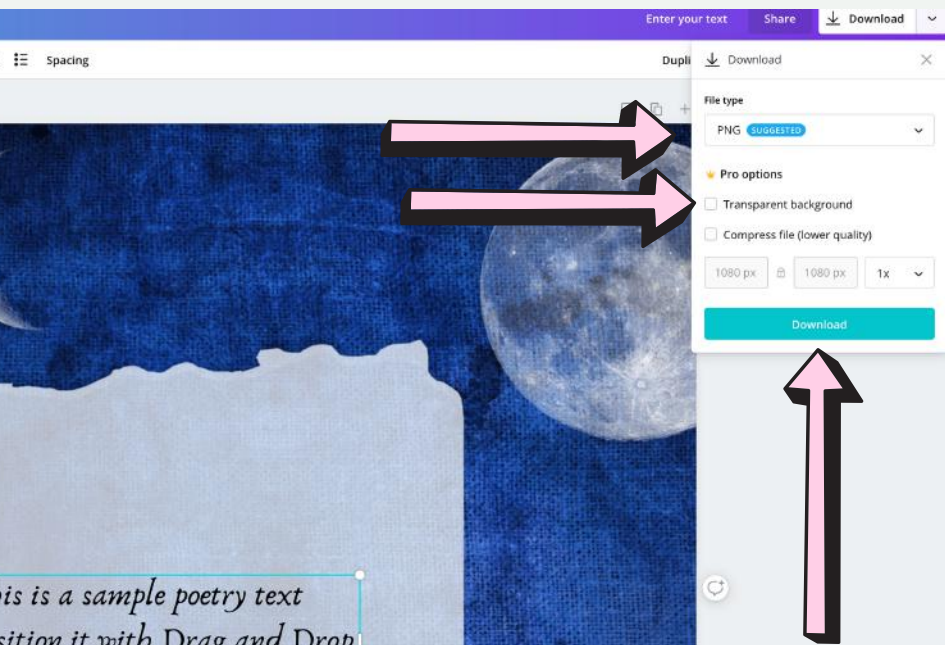 Enter your text Share Download
Spacing
Dupli
Download
File type
PNG SUGGESTED
Pro options
Transparent background
Compress file (lower quality)
1080 px 1080 px 1x
Download
is is a sample poetry text
sition it with Drag and Drop